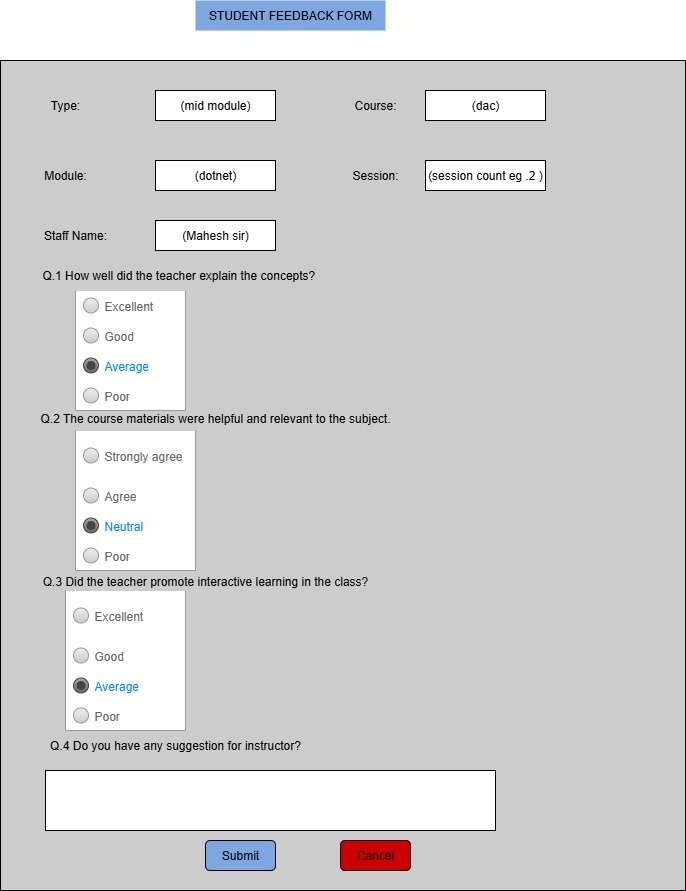 STUDENT FEEDBACK FORM
Type: (mid module) Course: (dac)
Module: (dotnet) Session: (session count eg .2 )
Staff Name: (Mahesh sir)
Q.1 How well did the teacher explain the concepts?
Excellent
Good
Average
Poor
Q.2 The course materials were helpful and relevant to the subject.
Strongly agree
Agree
Neutral
Poor
Q.3 Did the teacher promote interactive learning in the class?
Excellent
Good
Average
Poor
Q.4 Do you have any suggestion for instructor?
Submit Cancel